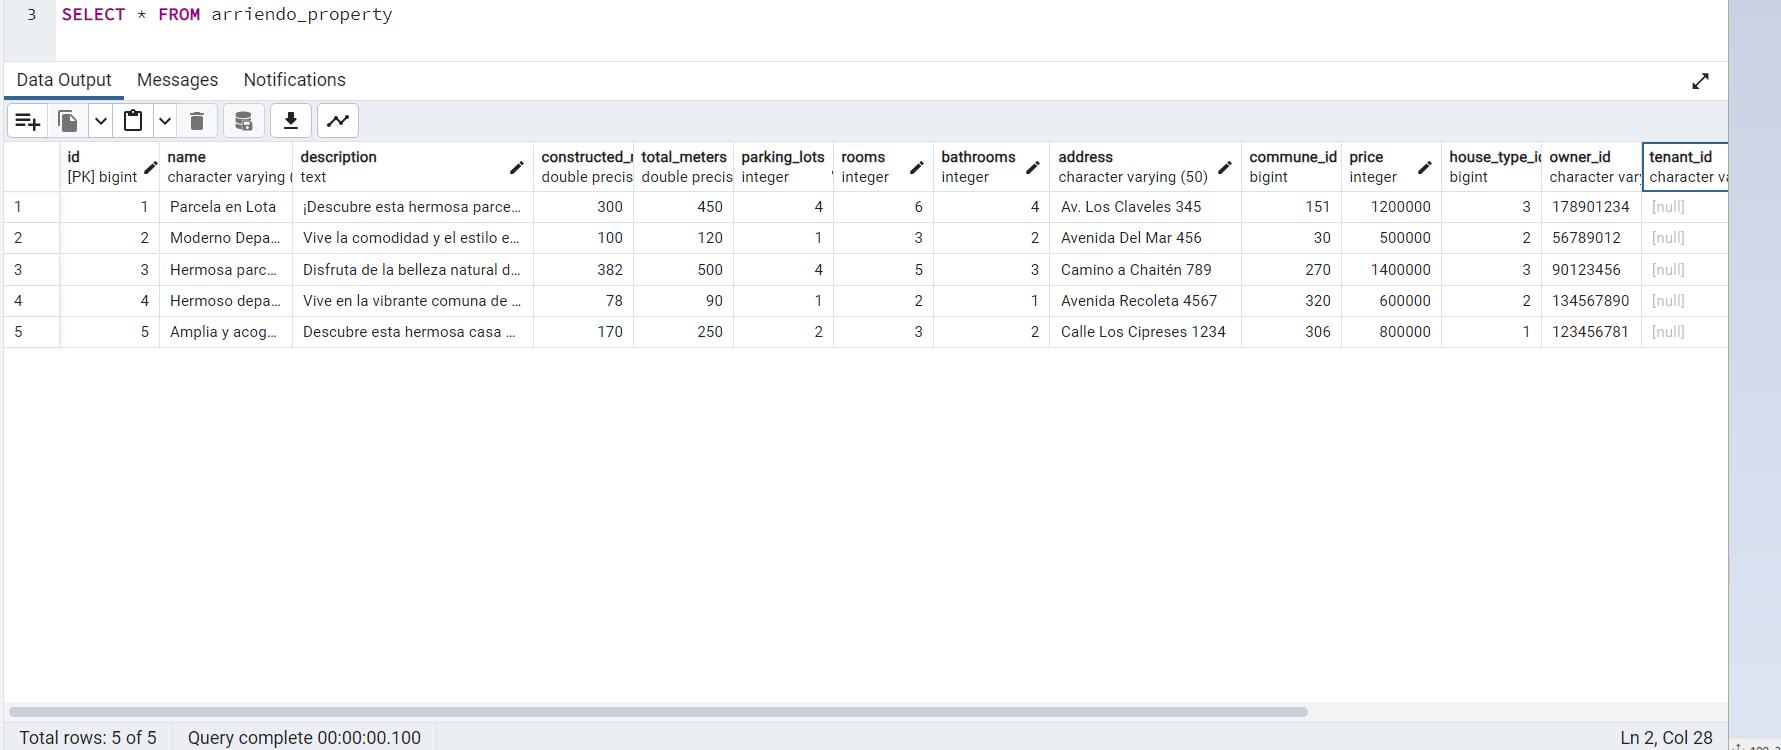 3 SELECT * FROM arriendo_property
Data Output Messages Notifications
id name description constructed_ total_meters parking_lots rooms bathrooms address commune_id price house_type_id owner_id tenant_id
[PK] bigint character varying ( text double precis double precis integer integer integer character varying (50) bigint integer bigint character vary character va
1 1 Parcela en Lota ¡Descubre esta hermosa parce... 300 450 4 6 4 Av. Los Claveles 345 151 1200000 3 178901234 [null]
2 2 Moderno Depa... Vive la comodidad y el estilo e... 100 120 1 3 2 Avenida Del Mar 456 30 500000 2 56789012 [null]
3 3 Hermosa parc... Disfruta de la belleza natural d... 382 500 4 5 3 Camino a Chaitén 789 270 1400000 3 90123456 [null]
4 4 Hermoso depa... Vive en la vibrante comuna de ... 78 90 1 2 1 Avenida Recoleta 4567 320 600000 2 134567890 [null]
5 5 Amplia y acog... Descubre esta hermosa casa ... 170 250 2 3 2 Calle Los Cipreses 1234 306 800000 1 123456781 [null]
Total rows: 5 of 5 Query complete 00:00:00.100 Ln 2, Col 28